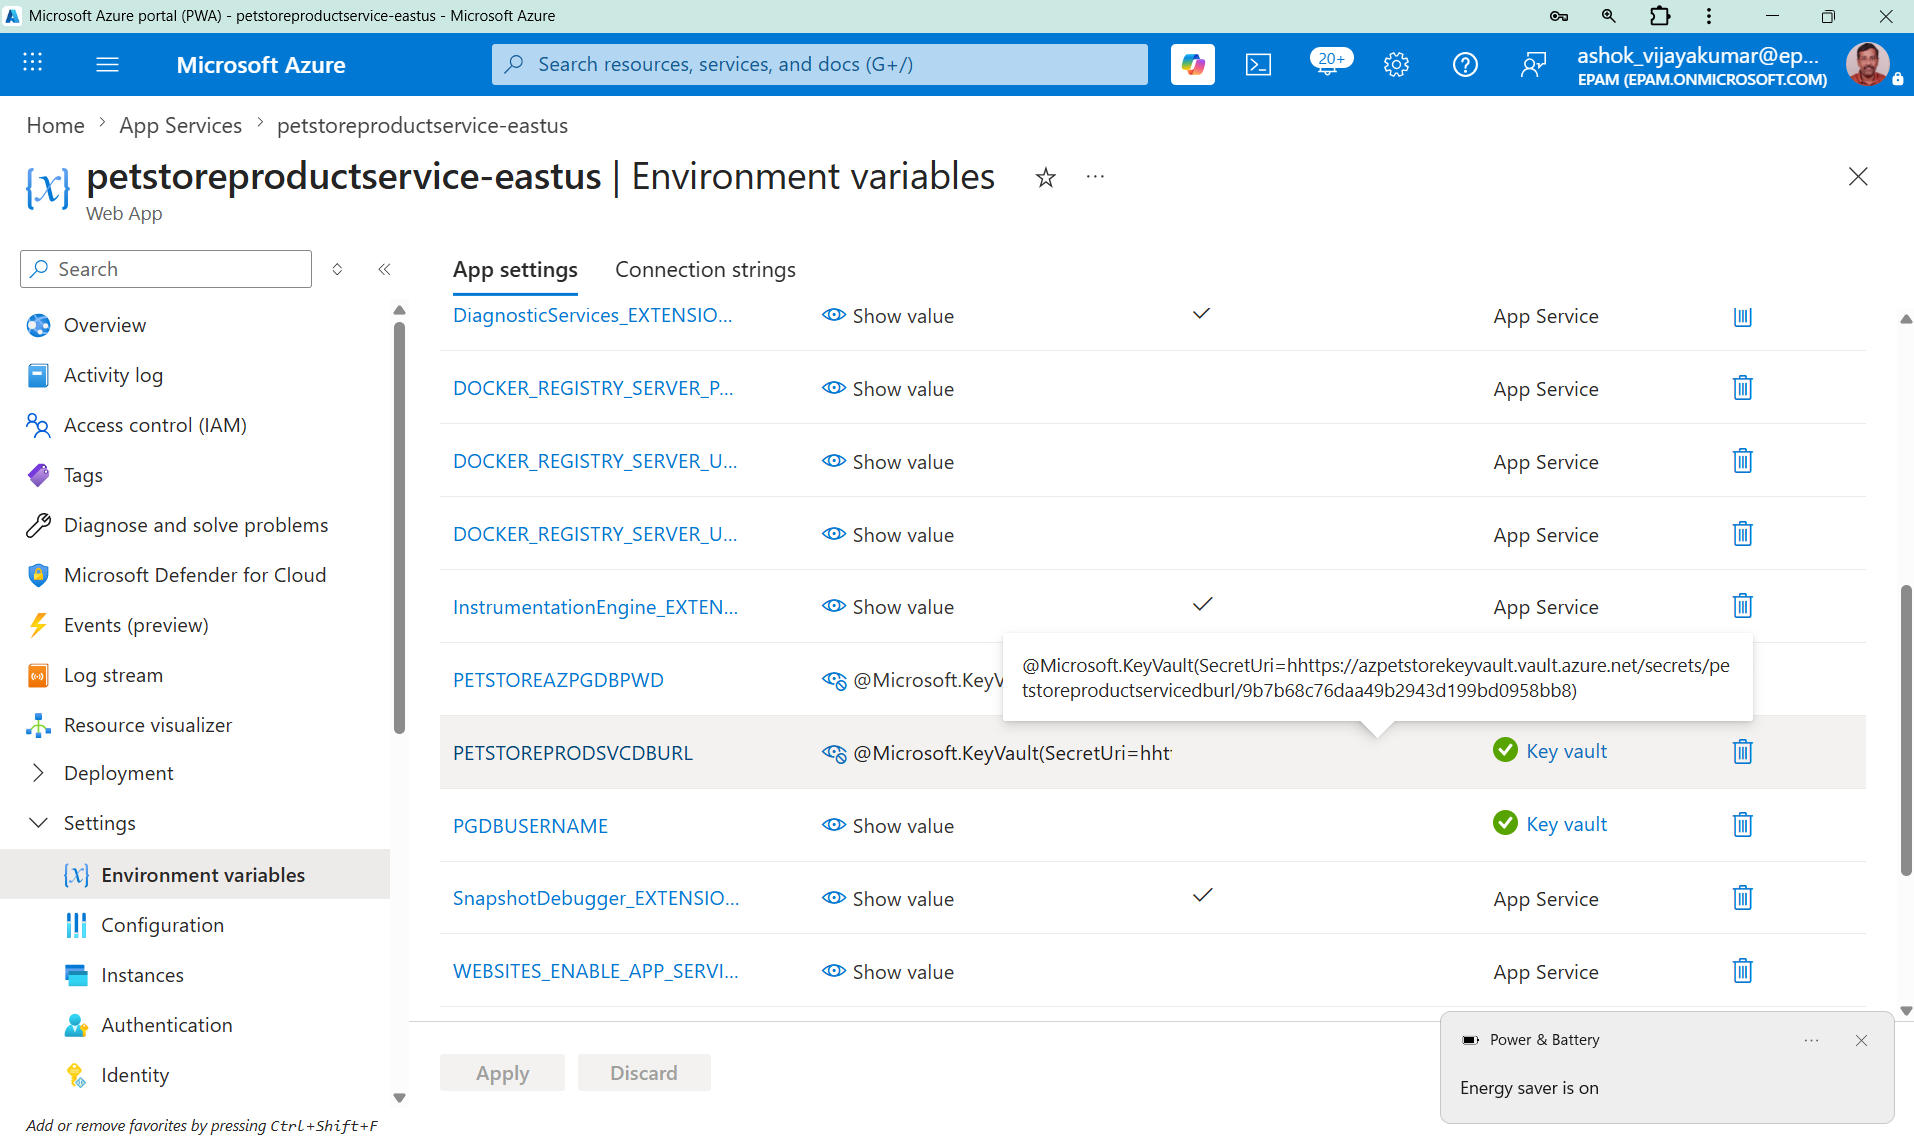 Microsoft Azure portal (PWA) - petstoreproductservice-eastus - Microsoft Azure
Microsoft Azure
Search resources, services, and docs (G+/)
20+
ashok_vijayakumar@ep...
EPAM (EPAM.ONMICROSOFT.COM)
Home > App Services > petstoreproductservice-eastus
{x} petstoreproductservice-eastus | Environment variables
Web App
Search
Overview
Activity log
Access control (IAM)
Tags
Diagnose and solve problems
Microsoft Defender for Cloud
Events (preview)
Log stream
Resource visualizer
Deployment
Settings
{x} Environment variables
Configuration
Instances
Authentication
Identity
Add or remove favorites by pressing Ctrl+Shift+F
App settings Connection strings
DiagnosticServices_EXTENSIO... Show value App Service
DOCKER_REGISTRY_SERVER_P... Show value App Service
DOCKER_REGISTRY_SERVER_U... Show value App Service
DOCKER_REGISTRY_SERVER_U... Show value App Service
InstrumentationEngine_EXTEN... Show value App Service
@Microsoft.KeyVault(SecretUri=hhttps://azpetstorekeyvault.vault.azure.net/secrets/pe
tstoreproductservicedburl/9b7b68c76daa49b2943d199bd0958bb8)
PETSTOREAZPGDBPWD @Microsoft.KeyV
PETSTOREPRODSVCDBURL @Microsoft.KeyVault(SecretUri=hht Key vault
PGDBUSERNAME Show value Key vault
SnapshotDebugger_EXTENSIO... Show value App Service
WEBSITES_ENABLE_APP_SERVI... Show value App Service
Apply Discard
Power & Battery
Energy saver is on